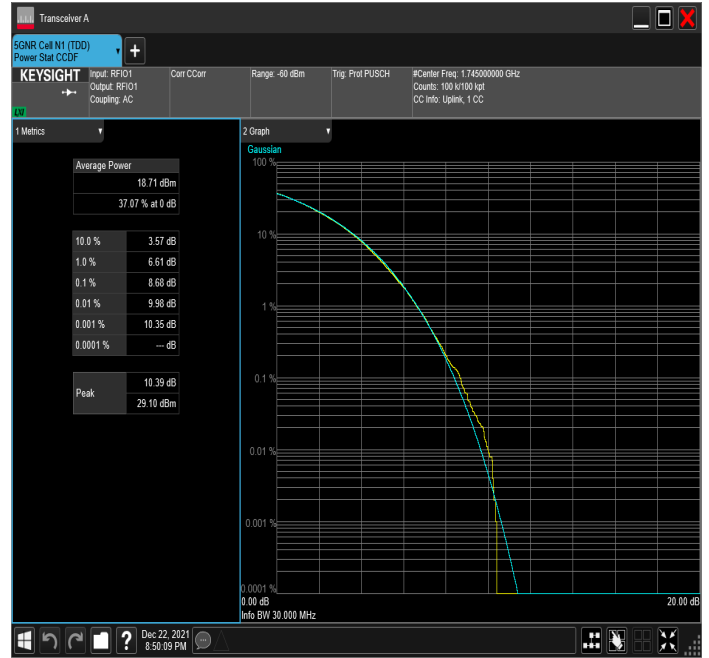 Transceiver A
5GNR Cell N1 (TDD)
Power Stat CCDF
KEYSIGHT
Input: RFIO1
Output: RFIO1
Coupling: AC
Corr CCorr
Range: -60 dBm
Trig: Prot PUSCH
#Center Freq: 1.745000000 GHz
Counts: 100 k/100 kpt
CC Info: Uplink, 1 CC
LW
1 Metrics
Average Power
18.71 dBm
37.07 % at 0 dB
10.0 % 3.57 dB
1.0 % 6.61 dB
0.1 % 8.68 dB
0.01 % 9.98 dB
0.001 % 10.35 dB
0.0001 % --- dB
Peak
10.39 dB
29.10 dBm
2 Graph
Gaussian
100 %
10 %
1 %
0.1 %
0.01 %
0.001 %
0.0001 %
0.00 dB
20.00 dB
Info BW 30.000 MHz
?
Dec 22, 2021
8:50:09 PM